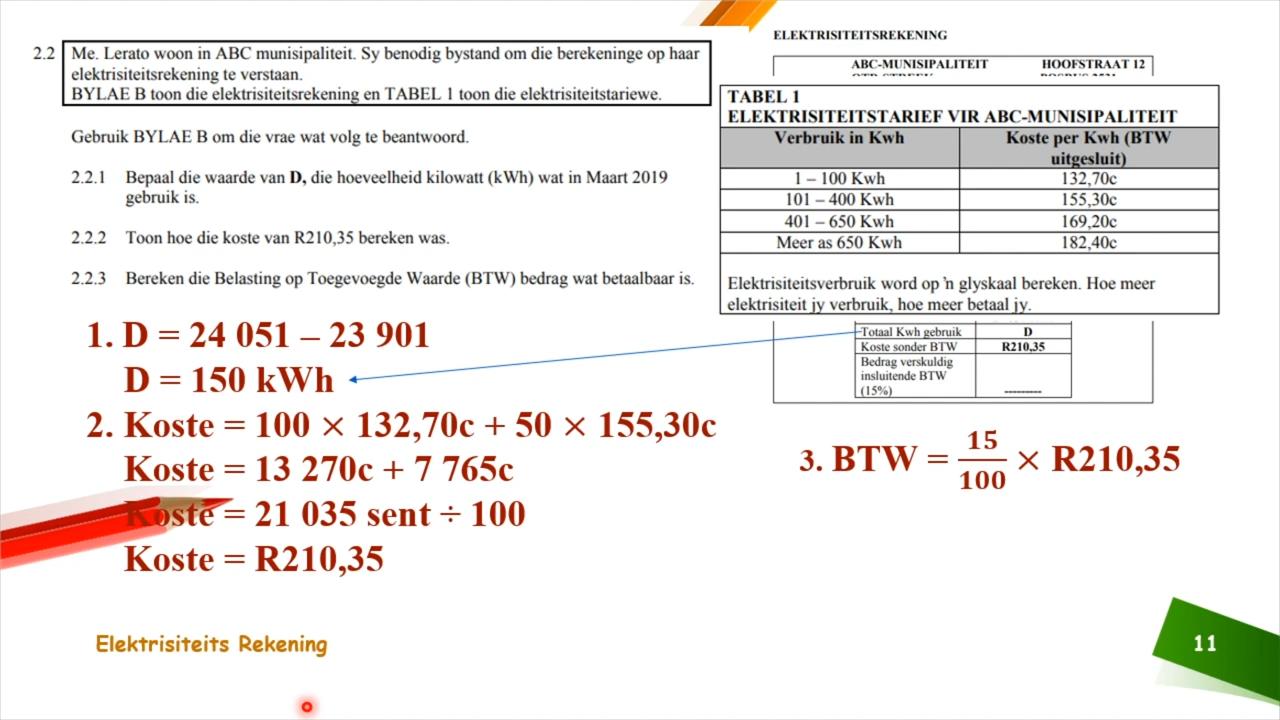 2.2 Me. Lerato woon in ABC munisipaliteit. Sy benodig bystand om die berekeninge op haar
elektrisiteitsrekening te verstaan.
BYLAE B toon die elektrisiteitsrekening en TABEL 1 toon die elektrisiteitstariewe.
Gebruik BYLAE B om die vrae wat volg te beantwoord.
2.2.1 Bepaal die waarde van D, die hoeveelheid kilowatt (kWh) wat in Maart 2019
gebruik is.
2.2.2 Toon hoe die koste van R210,35 bereken was.
2.2.3 Bereken die Belasting op Toegevoegde Waarde (BTW) bedrag wat betaalbaar is.
ELEKTRISITEITSREKENING
ABC-MUNISIPALITEIT HOOFSTRAAT 12
TABEL 1
ELEKTRISITEITSTARIEF VIR ABC-MUNISIPALITEIT
Verbruik in Kwh Koste per Kwh (BTW
uitgesluit)
1 – 100 Kwh 132,70c
101 – 400 Kwh 155,30c
401 – 650 Kwh 169,20c
Meer as 650 Kwh 182,40c
Elektrisiteitsverbruik word op 'n glyskaal bereken. Hoe meer
elektrisiteit jy verbruik, hoe meer betaal jy.
Totaal Kwh gebruik D
Koste sonder BTW R210,35
Bedrag verskuldig
insluitende BTW
(15%) ---------
1. D = 24 051 – 23 901
D = 150 kWh
2. Koste = 100 × 132,70c + 50 × 155,30c
Koste = 13 270c + 7 765c
Koste = 21 035 sent ÷ 100
Koste = R210,35
3. BTW = 15/100 × R210,35
Elektrisiteits Rekening
11